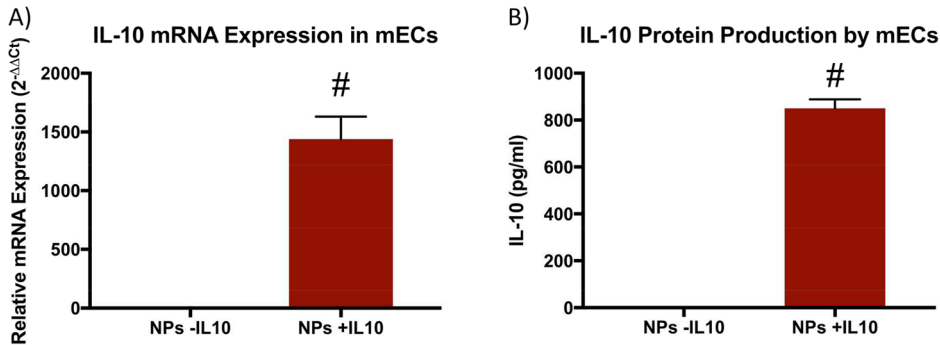 A)
IL-10 mRNA Expression in mECs
Relative mRNA Expression (2-ΔΔCt)
2000
1500
1000
500
0
#
NPs -IL10
NPs +IL10
B)
IL-10 Protein Production by mECs
IL-10 (pg/ml)
1000
800
600
400
200
0
#
NPs -IL10
NPs +IL10